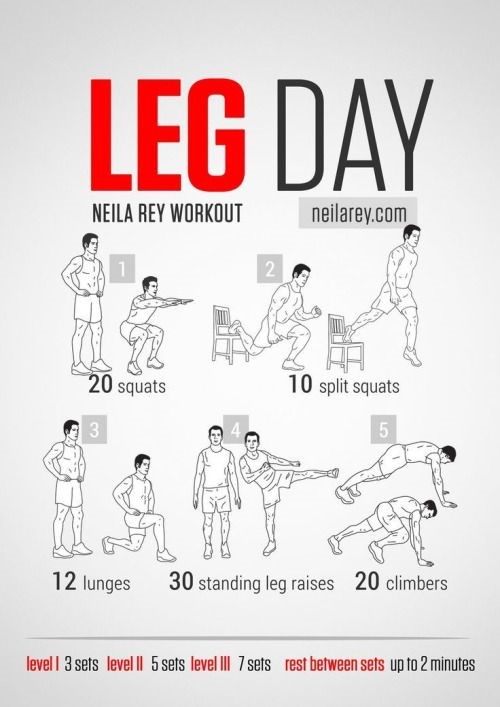 LEG DAY
NEILA REY WORKOUT neilarey.com
1 2
20 squats 10 split squats
3 4 5
12 lunges 30 standing leg raises 20 climbers
level I 3 sets level II 5 sets level III 7 sets rest between sets up to 2 minutes